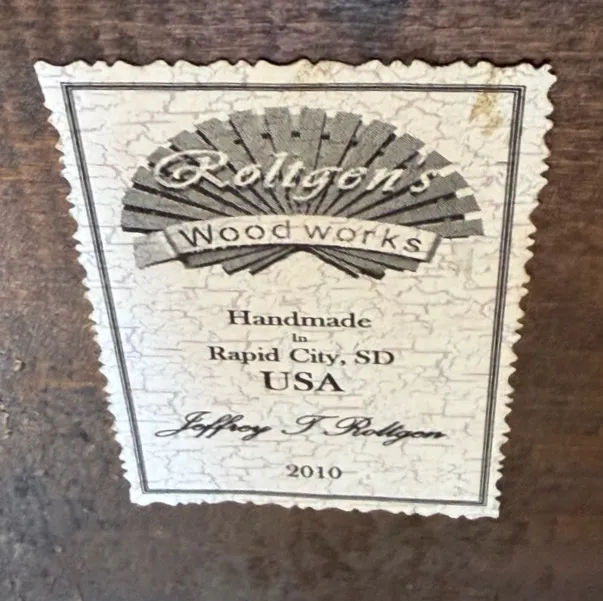 Roltgen's
Wood works
Handmade
In
Rapid City, SD
USA
Jeffrey T. Roltgen
2010